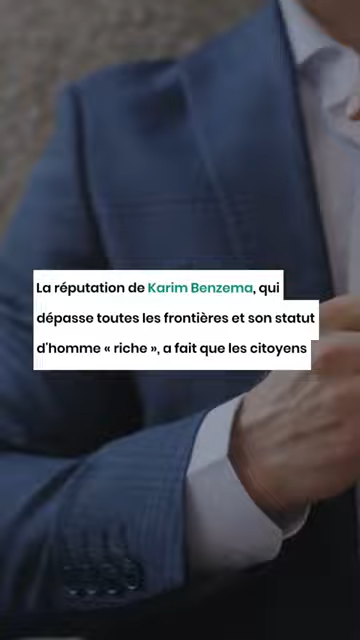 La réputation de Karim Benzema, qui
dépasse toutes les frontières et son statut
d'homme « riche », a fait que les citoyens